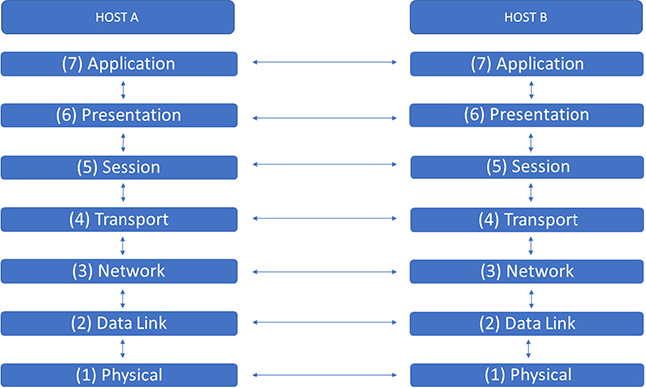 HOST A
HOST B
(7) Application
(7) Application
(6) Presentation
(6) Presentation
(5) Session
(5) Session
(4) Transport
(4) Transport
(3) Network
(3) Network
(2) Data Link
(2) Data Link
(1) Physical
(1) Physical